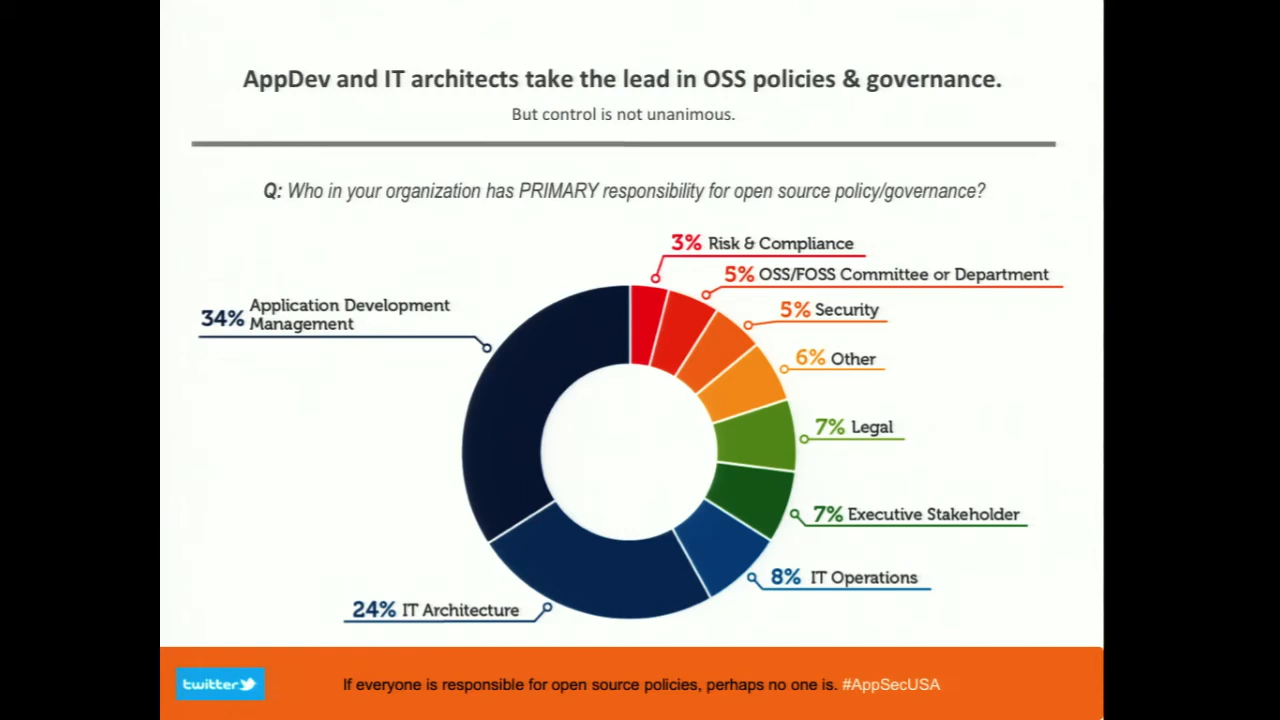 AppDev and IT architects take the lead in OSS policies & governance.
But control is not unanimous.
Q: Who in your organization has PRIMARY responsibility for open source policy/governance?
3% Risk & Compliance
5% OSS/FOSS Committee or Department
5% Security
6% Other
7% Legal
7% Executive Stakeholder
8% IT Operations
24% IT Architecture
34% Application Development
Management
twitter
If everyone is responsible for open source policies, perhaps no one is. #AppSecUSA